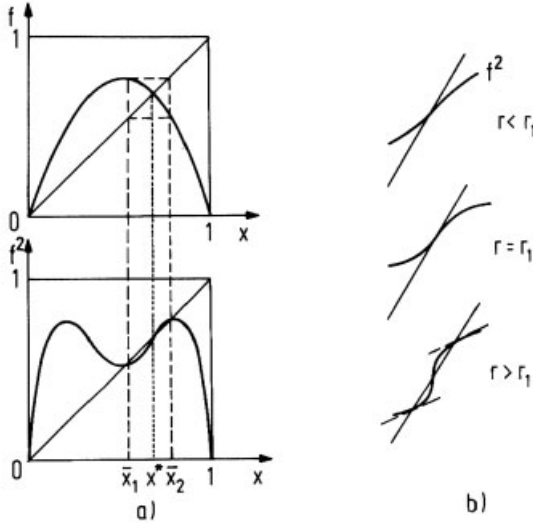 f
1
0
1
x
f²
1
0
x̄₁ x* x̄₂ 1 x
a)
f²
r < r₁
r = r₁
r > r₁
b)